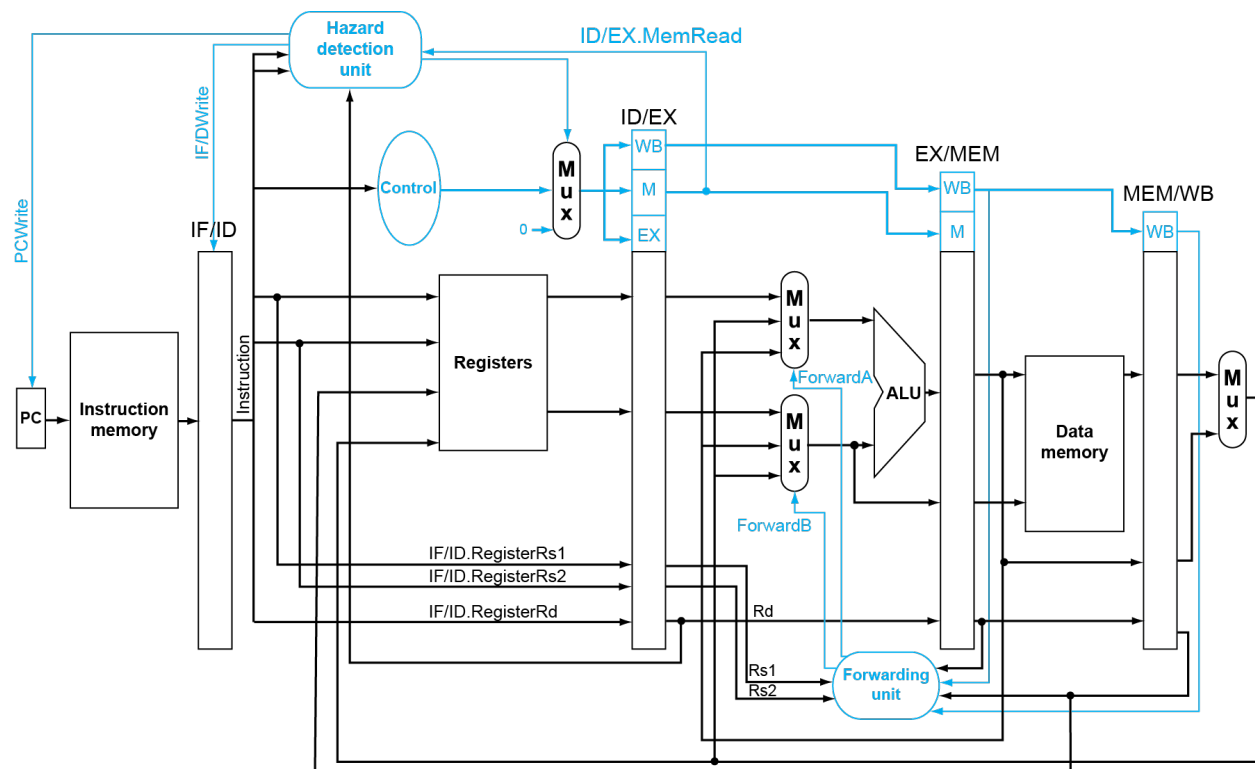 Hazard
detection
unit
ID/EX.MemRead
PCWrite
IF/DWrite
Control
0
M
u
x
ID/EX
WB
M
EX
EX/MEM
WB
M
MEM/WB
WB
IF/ID
PC
Instruction
memory
Instruction
Registers
M
u
x
ForwardA
M
u
x
ForwardB
ALU
Data
memory
M
u
x
IF/ID.RegisterRs1
IF/ID.RegisterRs2
IF/ID.RegisterRd
Rd
Rs1
Rs2
Forwarding
unit